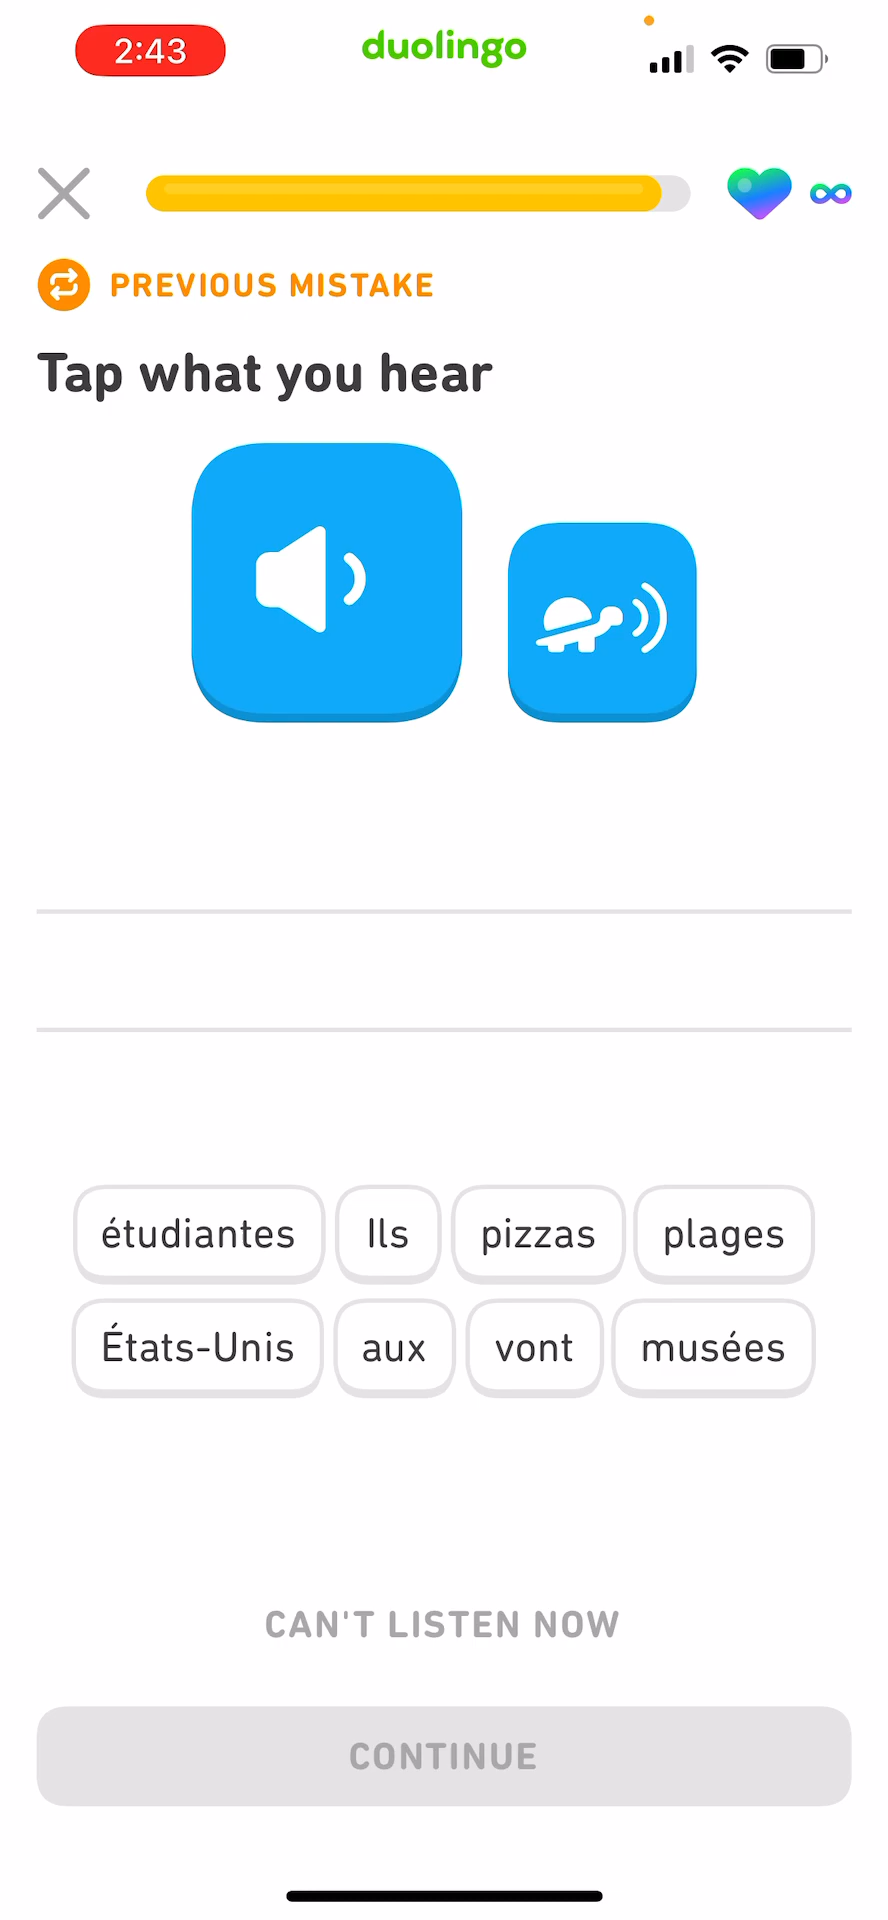 2:43
duolingo
PREVIOUS MISTAKE
Tap what you hear
étudiantes Ils pizzas plages
États-Unis aux vont musées
CAN'T LISTEN NOW
CONTINUE